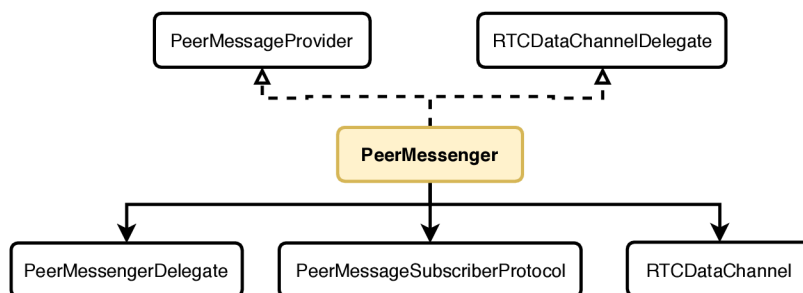 PeerMessageProvider
RTCDataChannelDelegate
PeerMessenger
PeerMessengerDelegate
PeerMessageSubscriberProtocol
RTCDataChannel